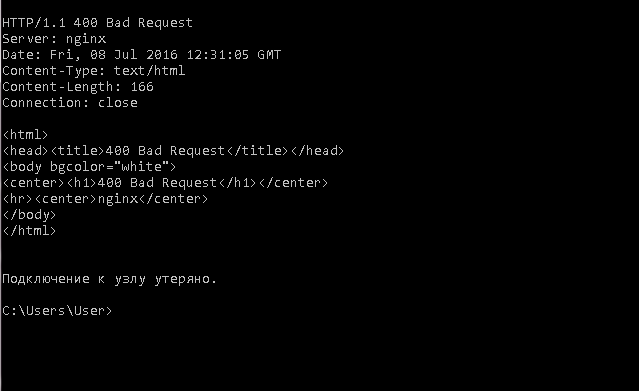 HTTP/1.1 400 Bad Request
Server: nginx
Date: Fri, 08 Jul 2016 12:31:05 GMT
Content-Type: text/html
Content-Length: 166
Connection: close
<html>
<head><title>400 Bad Request</title></head>
<body bgcolor="white">
<center><h1>400 Bad Request</h1></center>
<hr><center>nginx</center>
</body>
</html>
Подключение к узлу утеряно.
C:\Users\User>